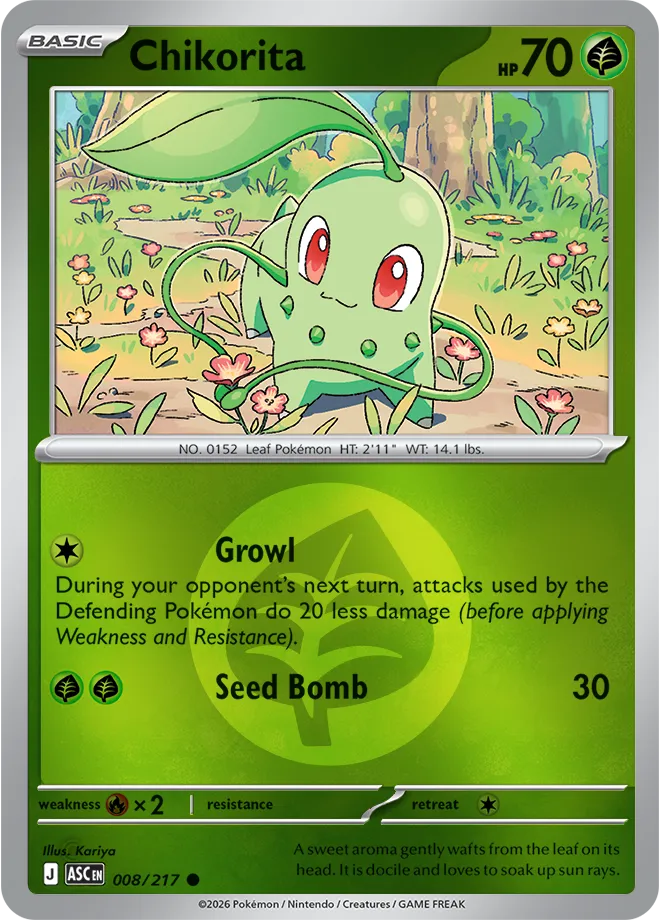 BASIC
Chikorita
HP 70
NO. 0152 Leaf Pokémon HT: 2'11" WT: 14.1 lbs.
Growl
During your opponent's next turn, attacks used by the
Defending Pokémon do 20 less damage (before applying
Weakness and Resistance).
Seed Bomb 30
weakness ×2 resistance retreat
Illus. Kariya
A sweet aroma gently wafts from the leaf on its
head. It is docile and loves to soak up sun rays.
J ASC EN 008/217
©2026 Pokémon / Nintendo / Creatures / GAME FREAK